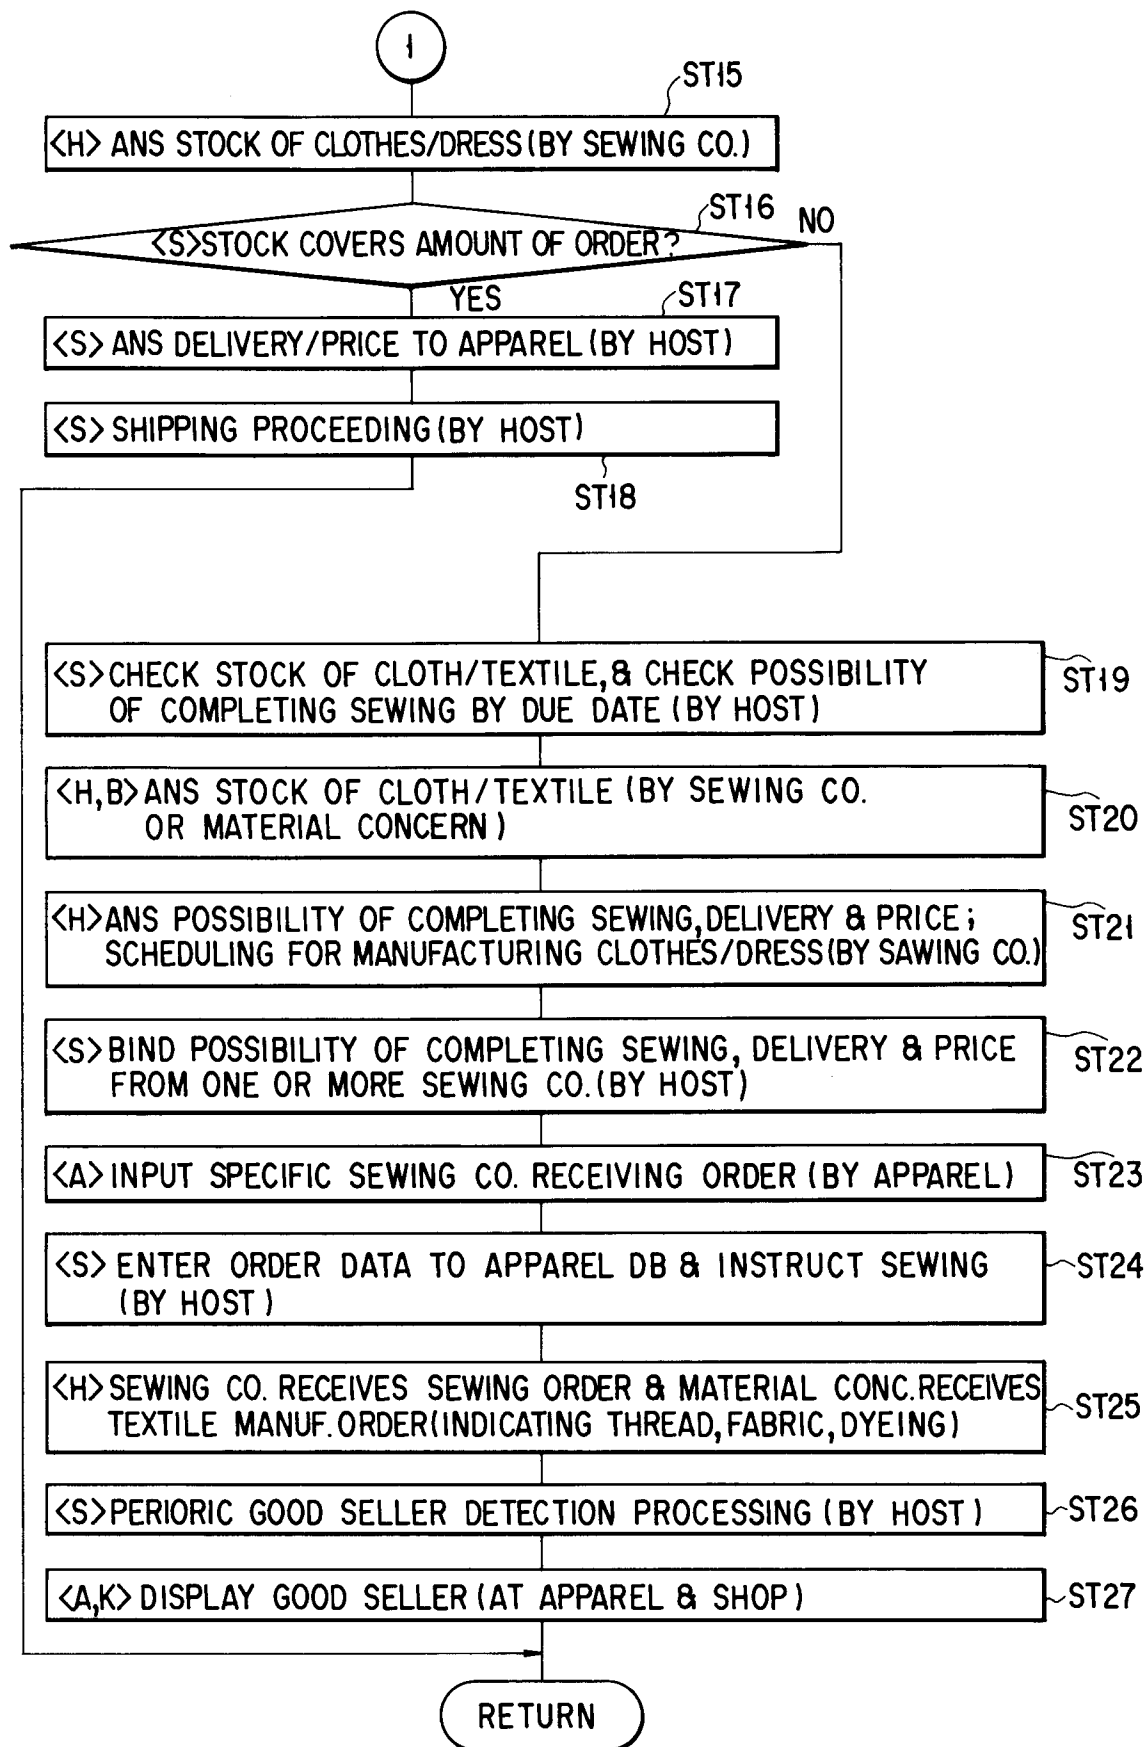 1
ST15
<H> ANS STOCK OF CLOTHES/DRESS (BY SEWING CO.)
ST16
NO
<S> STOCK COVERS AMOUNT OF ORDER?
YES
ST17
<S> ANS DELIVERY/PRICE TO APPAREL (BY HOST)
<S> SHIPPING PROCEEDING (BY HOST)
ST18
<S> CHECK STOCK OF CLOTH/TEXTILE, & CHECK POSSIBILITY
OF COMPLETING SEWING BY DUE DATE (BY HOST)
ST19
<H,B> ANS STOCK OF CLOTH/TEXTILE (BY SEWING CO.
OR MATERIAL CONCERN)
ST20
<H> ANS POSSIBILITY OF COMPLETING SEWING, DELIVERY & PRICE;
SCHEDULING FOR MANUFACTURING CLOTHES/DRESS (BY SAWING CO.)
ST21
<S> BIND POSSIBILITY OF COMPLETING SEWING, DELIVERY & PRICE
FROM ONE OR MORE SEWING CO. (BY HOST)
ST22
<A> INPUT SPECIFIC SEWING CO. RECEIVING ORDER (BY APPAREL)
ST23
<S> ENTER ORDER DATA TO APPAREL DB & INSTRUCT SEWING
(BY HOST)
ST24
<H> SEWING CO. RECEIVES SEWING ORDER & MATERIAL CONC. RECEIVES
TEXTILE MANUF. ORDER (INDICATING THREAD, FABRIC, DYEING)
ST25
<S> PERIORIC GOOD SELLER DETECTION PROCESSING (BY HOST)
ST26
<A,K> DISPLAY GOOD SELLER (AT APPAREL & SHOP)
ST27
RETURN